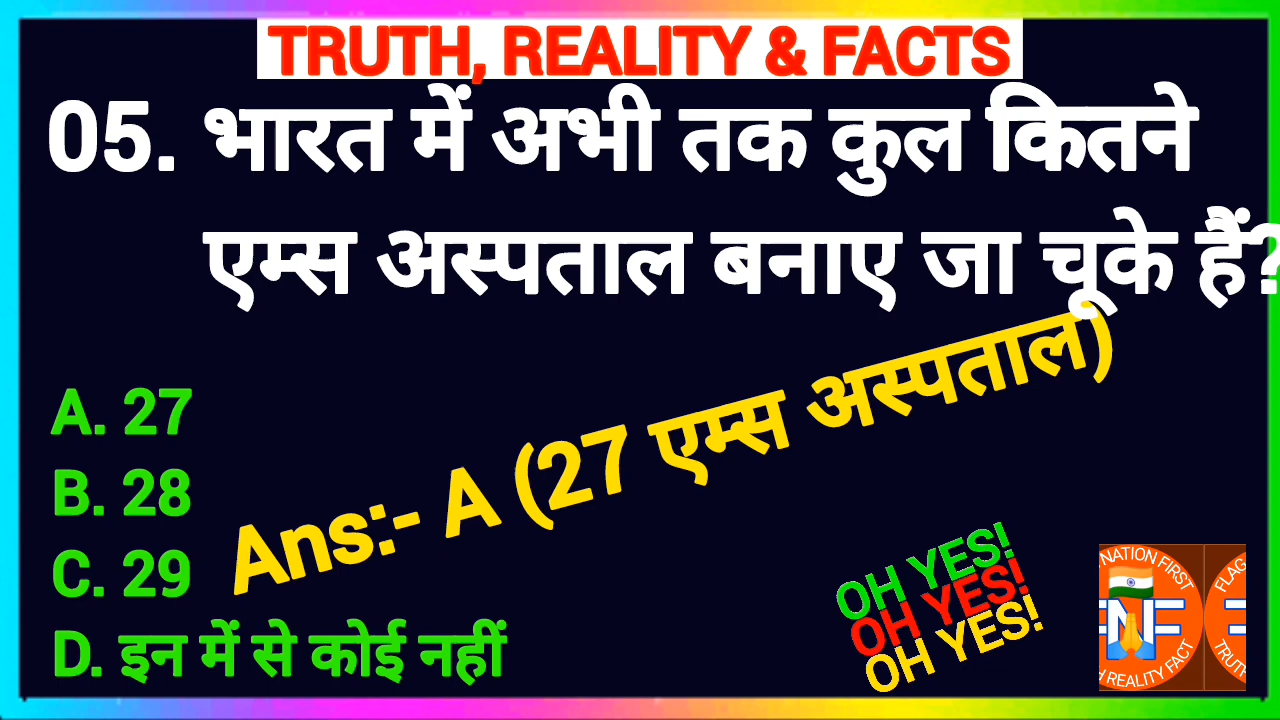 TRUTH, REALITY & FACTS
05. भारत में अभी तक कुल कितने
एम्स अस्पताल बनाए जा चूके हैं?
A. 27
B. 28
C. 29
D. इन में से कोई नहीं
Ans:- A (27 एम्स अस्पताल)
OH YES!
OH YES!
OH YES!
NATION FIRST
NF
H REALITY FACT
FLAG
TRUTH